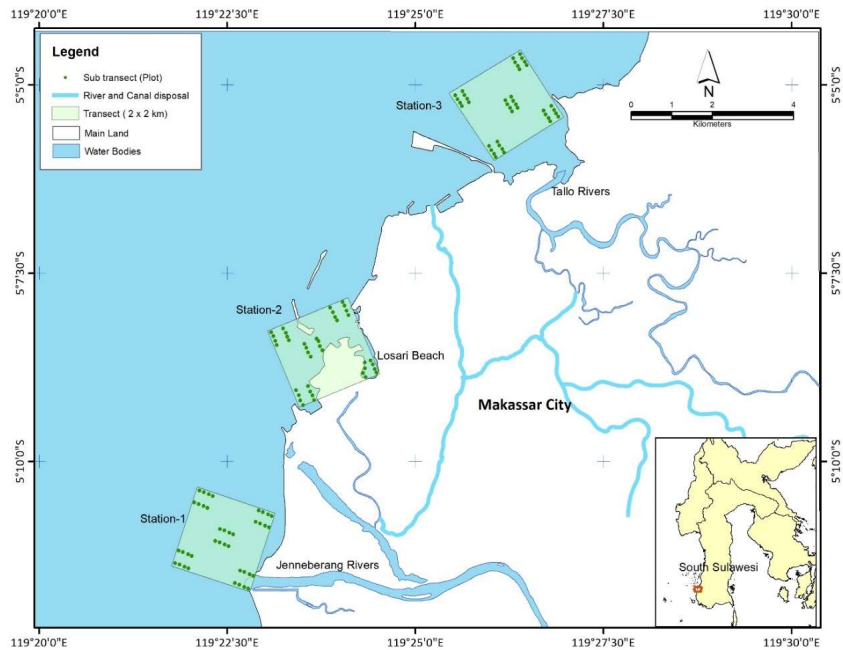 119°20'0"E 119°22'30"E 119°25'0"E 119°27'30"E 119°30'0"E
Legend
Sub transect (Plot)
River and Canal disposal
Transect ( 2 x 2 km)
Main Land
Water Bodies
N
0 1 2 4
Kilometers
5°5'0"S 5°5'0"S
Station-3
Tallo Rivers
5°7'30"S 5°7'30"S
Station-2
Losari Beach
Makassar City
5°10'0"S 5°10'0"S
Station-1
Jenneberang Rivers
South Sulawesi
119°20'0"E 119°22'30"E 119°25'0"E 119°27'30"E 119°30'0"E